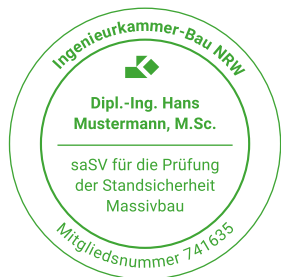 Ingenieurkammer-Bau NRW
Dipl.-Ing. Hans
Mustermann, M.Sc.
saSV für die Prüfung
der Standsicherheit
Massivbau
Mitgliedsnummer 741635